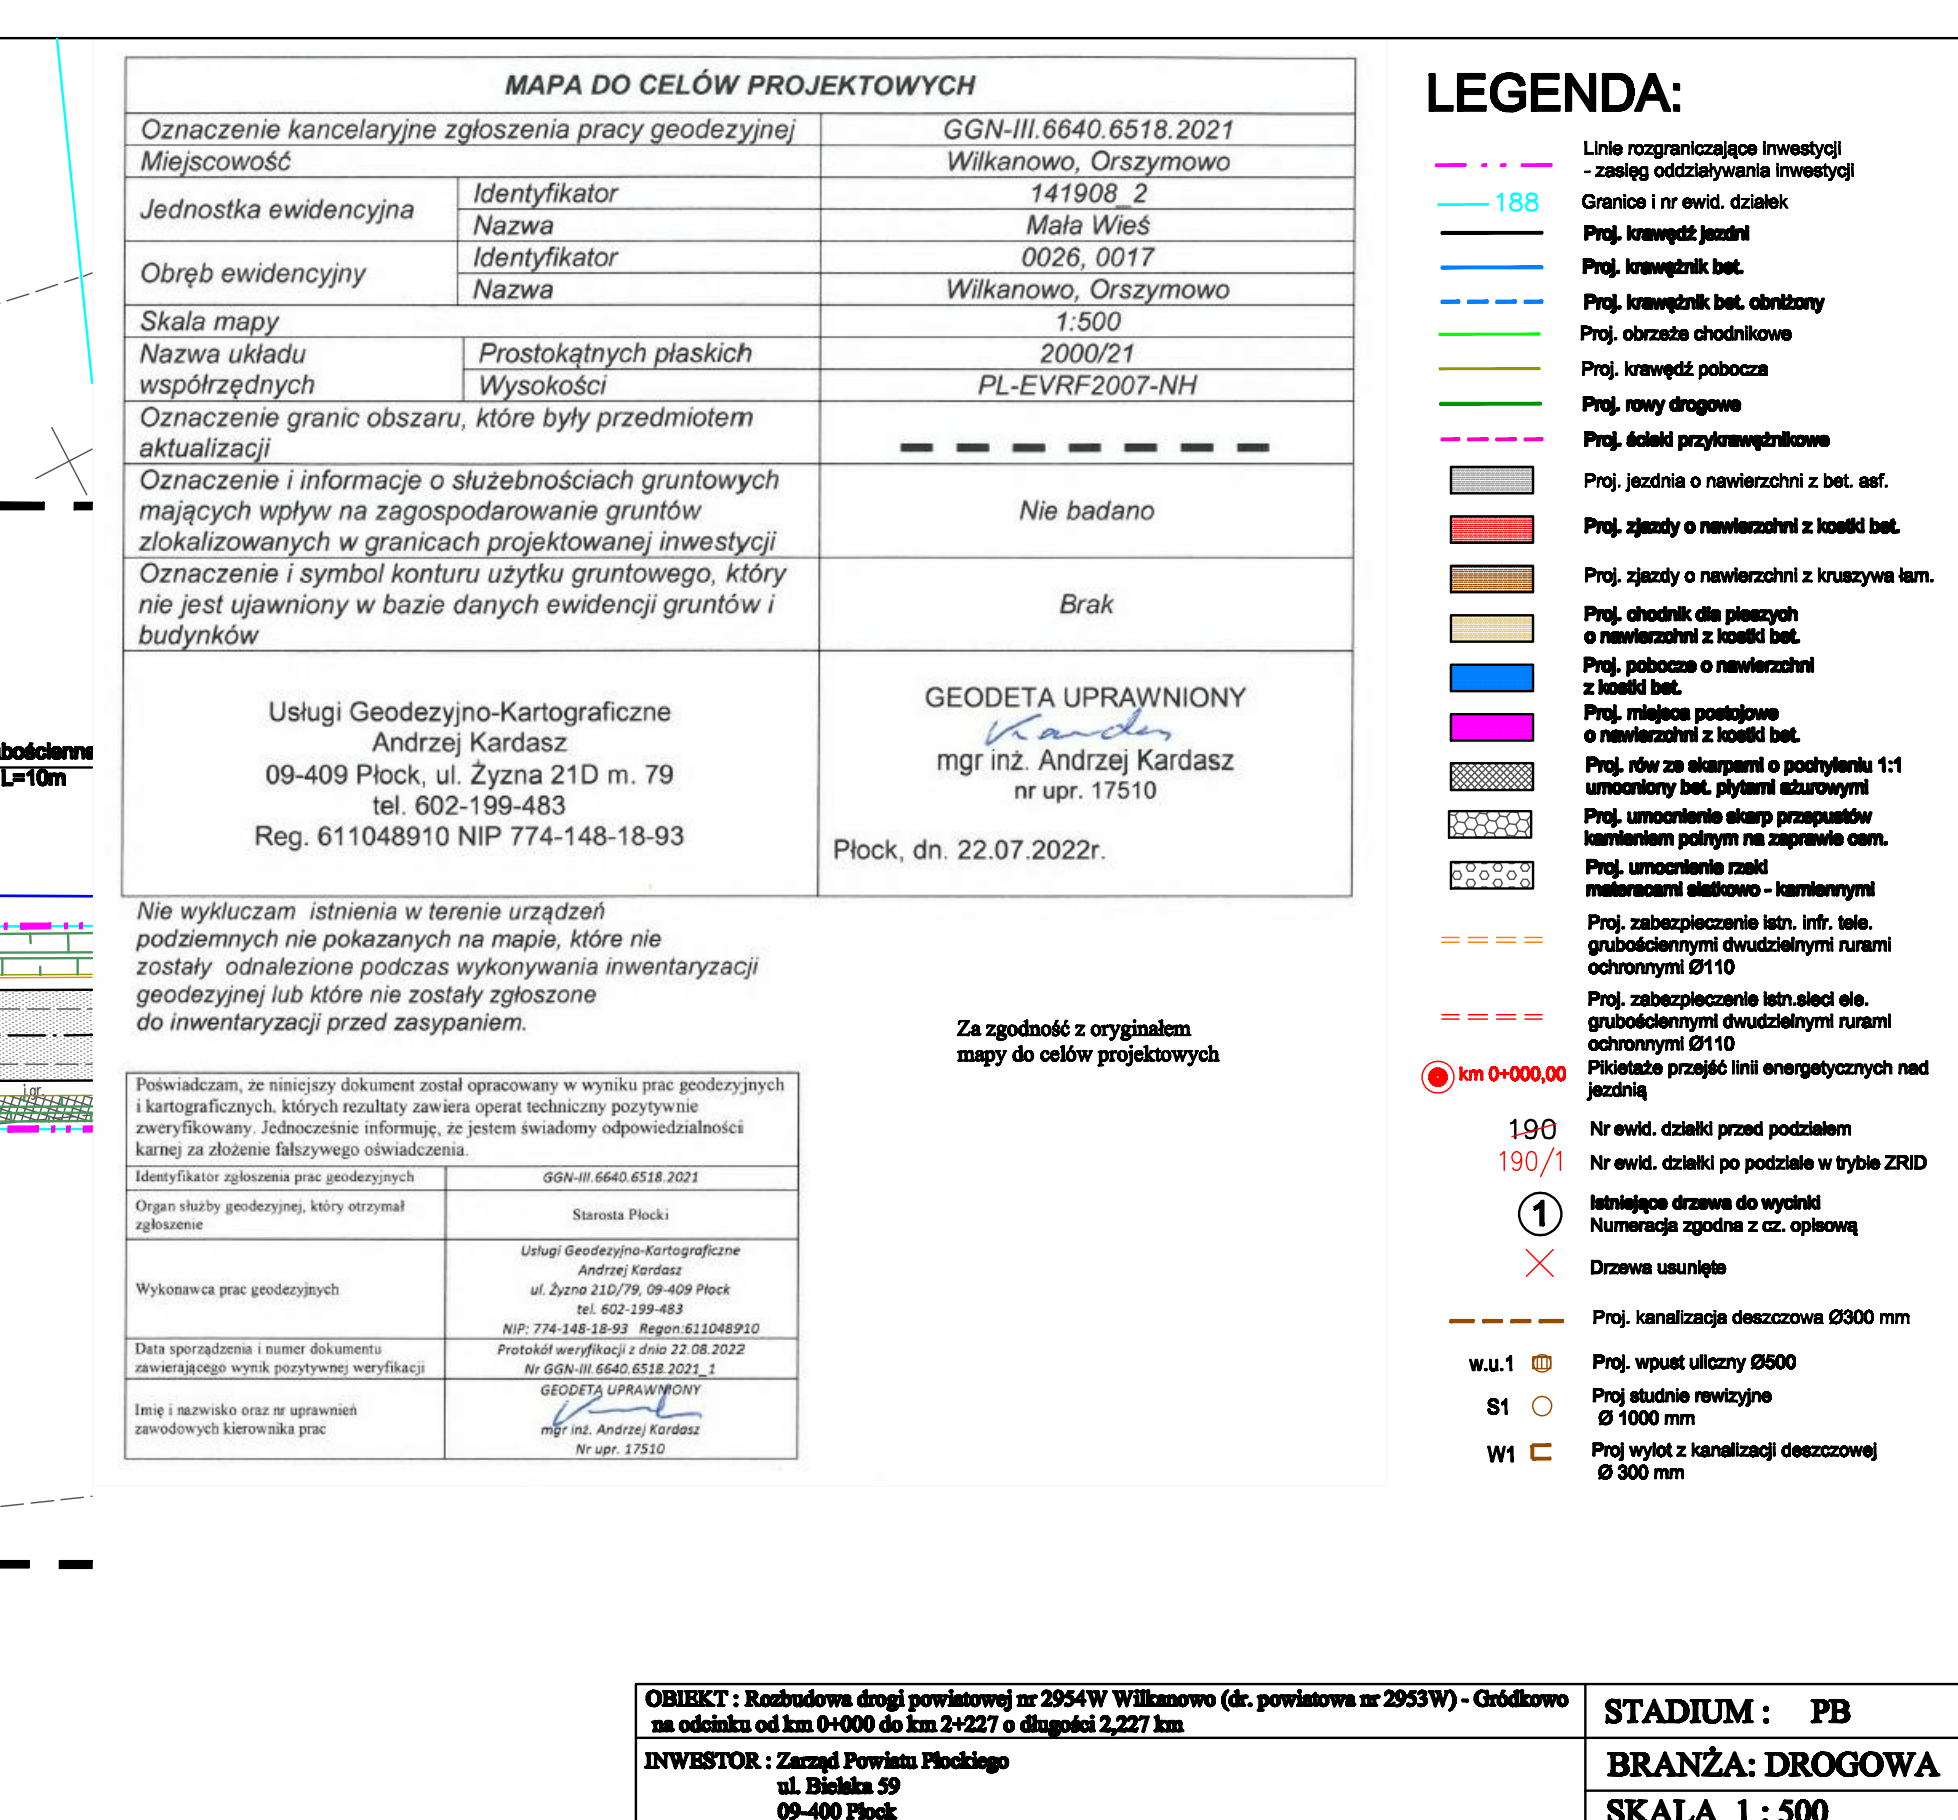 MAPA DO CELÓW PROJEKTOWYCH
Oznaczenie kancelaryjne zgłoszenia pracy geodezyjnej GGN-III.6640.6518.2021
Miejscowość Wilkanowo, Orszymowo
Jednostka ewidencyjna Identyfikator 141908_2
Nazwa Mała Wieś
Obręb ewidencyjny Identyfikator 0026, 0017
Nazwa Wilkanowo, Orszymowo
Skala mapy 1:500
Nazwa układu współrzędnych Prostokątnych płaskich 2000/21
Wysokości PL-EVRF2007-NH
Oznaczenie granic obszaru, które były przedmiotem
aktualizacji
Oznaczenie i informacje o służebnościach gruntowych
mających wpływ na zagospodarowanie gruntów
zlokalizowanych w granicach projektowanej inwestycji
Nie badano
Oznaczenie i symbol konturu użytku gruntowego, który
nie jest ujawniony w bazie danych ewidencji gruntów i
budynków
Brak
Usługi Geodezyjno-Kartograficzne
Andrzej Kardasz
09-409 Płock, ul. Żyzna 21D m. 79
tel. 602-199-483
Reg. 611048910 NIP 774-148-18-93
GEODETA UPRAWNIONY
mgr inż. Andrzej Kardasz
nr upr. 17510
Płock, dn. 22.07.2022r.
Nie wykluczam istnienia w terenie urządzeń
podziemnych nie pokazanych na mapie, które nie
zostały odnalezione podczas wykonywania inwentaryzacji
geodezyjnej lub które nie zostały zgłoszone
do inwentaryzacji przed zasypaniem.
Za zgodność z oryginałem
mapy do celów projektowych
Poświadczam, że niniejszy dokument został opracowany w wyniku prac geodezyjnych
i kartograficznych, których rezultaty zawiera operat techniczny pozytywnie
zweryfikowany. Jednocześnie informuję, że jestem świadomy odpowiedzialności
karnej za złożenie fałszywego oświadczenia.
Identyfikator zgłoszenia prac geodezyjnych GGN-III.6640.6518.2021
Organ służby geodezyjnej, który otrzymał
zgłoszenie
Starosta Płocki
Wykonawca prac geodezyjnych
Usługi Geodezyjno-Kartograficzne
Andrzej Kardasz
ul. Żyzna 21D/79, 09-409 Płock
tel. 602-199-483
NIP: 774-148-18-93 Regon:611048910
Data sporządzenia i numer dokumentu
zawierającego wynik pozytywnej weryfikacji
Protokół weryfikacji z dnia 22.08.2022
Nr GGN-III.6640.6518.2021_1
Imię i nazwisko oraz nr uprawnień
zawodowych kierownika prac
GEODETA UPRAWNIONY
mgr inż. Andrzej Kardasz
Nr upr. 17510
bościenna
L=10m
LEGENDA:
Linie rozgraniczające inwestycji
- zasięg oddziaływania inwestycji
188 Granice i nr ewid. działek
Proj. krawędź jezdni
Proj. krawężnik bet.
Proj. krawężnik bet. obniżony
Proj. obrzeże chodnikowe
Proj. krawędź pobocza
Proj. rowy drogowe
Proj. ścieki przykrawężnikowe
Proj. jezdnia o nawierzchni z bet. asf.
Proj. zjazdy o nawierzchni z kostki bet.
Proj. zjazdy o nawierzchni z kruszywa łam.
Proj. chodnik dla pieszych
o nawierzchni z kostki bet.
Proj. pobocze o nawierzchni
z kostki bet.
Proj. miejsca postojowe
o nawierzchni z kostki bet.
Proj. rów ze skarpami o pochyleniu 1:1
umocniony bet. płytami ażurowymi
Proj. umocnienie skarp przepustów
kamieniem polnym na zaprawie cem.
Proj. umocnienie rzeki
materacami siatkowo - kamiennymi
Proj. zabezpieczenie istn. infr. tele.
grubościennymi dwudzielnymi rurami
ochronnymi Ø110
Proj. zabezpieczenie istn.sieci ele.
grubościennymi dwudzielnymi rurami
ochronnymi Ø110
km 0+000,00 Pikietaże przejść linii energetycznych nad
jezdnią
190 Nr ewid. działki przed podziałem
190/1 Nr ewid. działki po podziale w trybie ZRID
1 Istniejące drzewa do wycinki
Numeracja zgodna z cz. opisową
Drzewa usunięte
Proj. kanalizacja deszczowa Ø300 mm
w.u.1 Proj. wpust uliczny Ø500
S1 Proj studnie rewizyjne
Ø 1000 mm
W1 Proj wylot z kanalizacji deszczowej
Ø 300 mm
OBIEKT : Rozbudowa drogi powiatowej nr 2954W Wilkanowo (dr. powiatowa nr 2953W) - Gródkowo
na odcinku od km 0+000 do km 2+227 o długości 2,227 km
INWESTOR : Zarząd Powiatu Płockiego
ul. Bielska 59
09-400 Płock
STADIUM : PB
BRANŻA: DROGOWA
SKALA 1 : 500